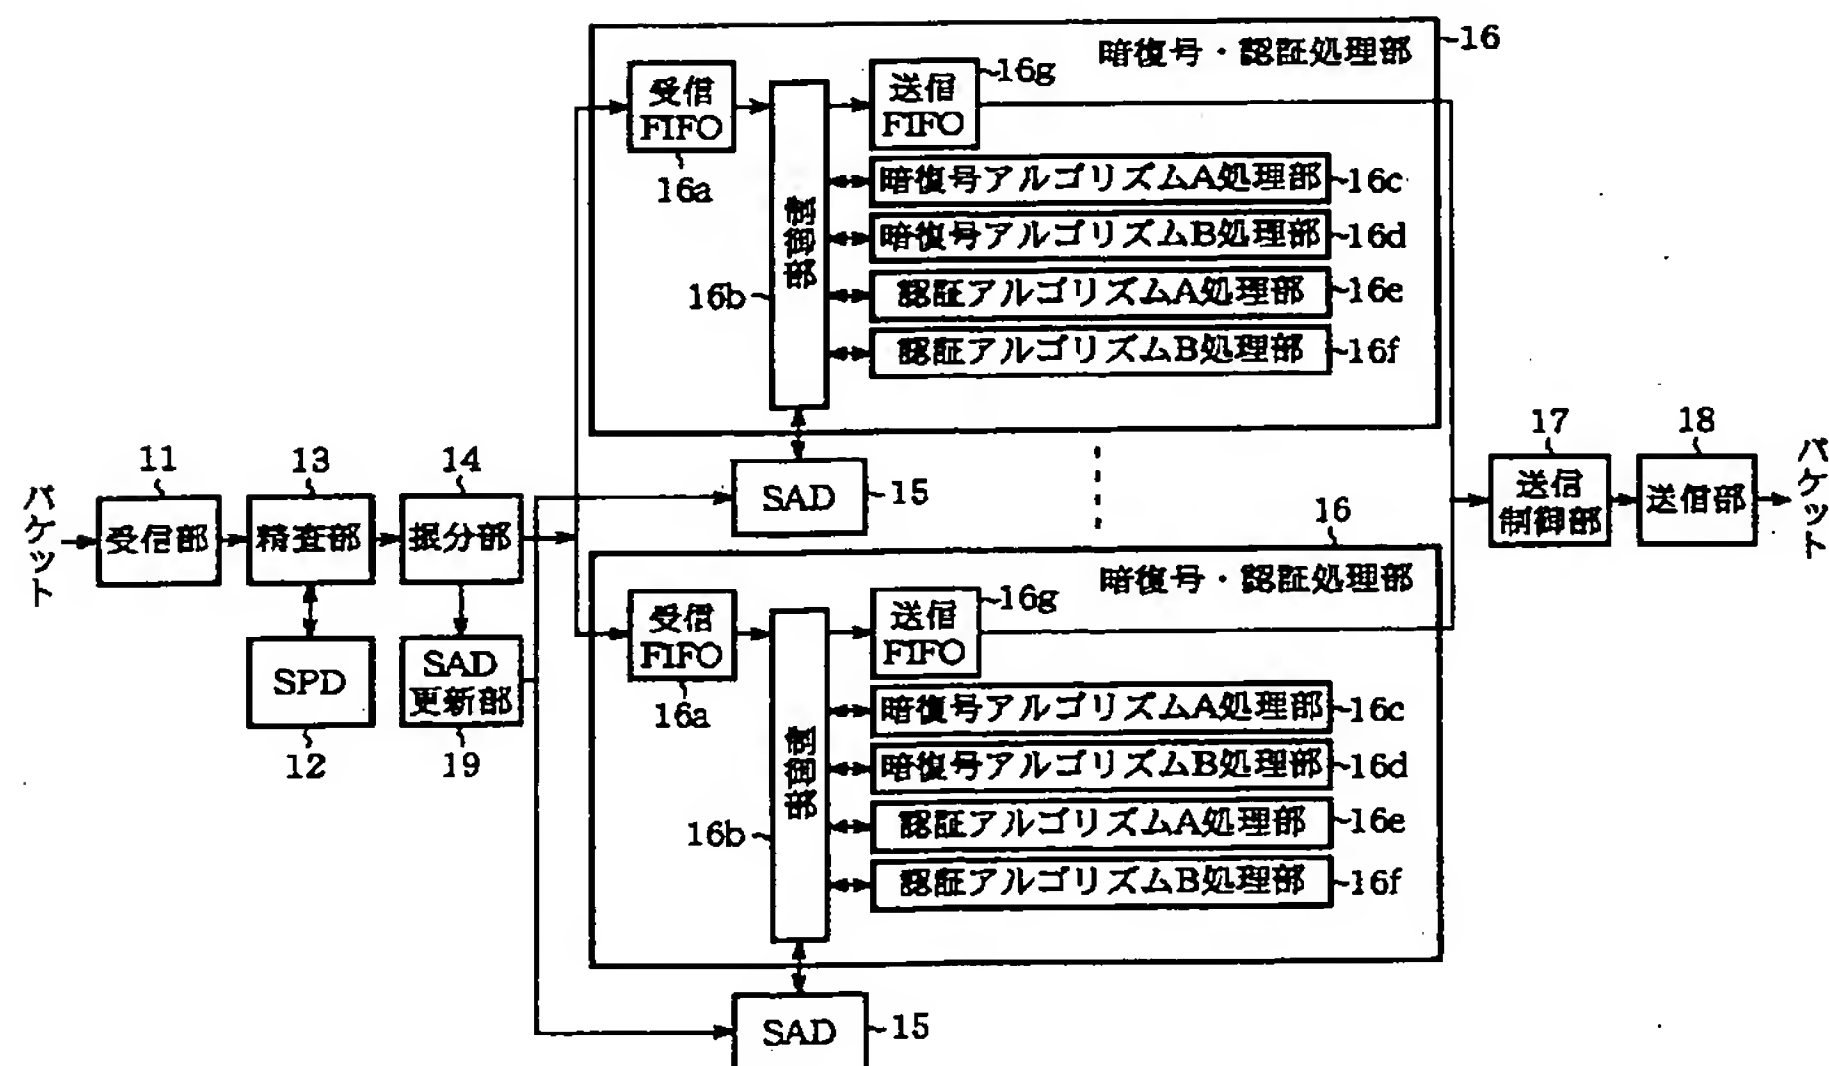 暗復号・認証処理部
16
受信
FIFO
16a
送信
FIFO
16g
暗復号アルゴリズムA処理部
16c
暗復号アルゴリズムB処理部
16d
16b
認証アルゴリズムA処理部
16e
認証アルゴリズムB処理部
16f
SAD
15
パケット
11
受信部
13
精査部
14
振分部
SPD
12
SAD
更新部
19
17
送信
制御部
18
送信部
パケット
16
暗復号・認証処理部
受信
FIFO
16a
送信
FIFO
16g
暗復号アルゴリズムA処理部
16c
暗復号アルゴリズムB処理部
16d
16b
認証アルゴリズムA処理部
16e
認証アルゴリズムB処理部
16f
SAD
15